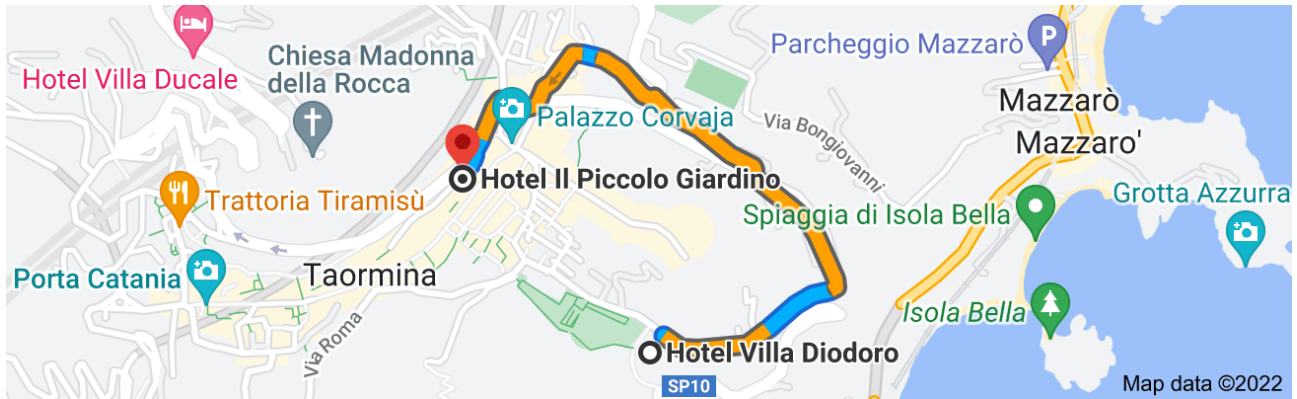 Hotel Villa Ducale
Chiesa Madonna
della Rocca
Parcheggio Mazzarò
P
Mazzarò
Mazzaro'
Palazzo Corvaja
Via Bongiovanni
Hotel Il Piccolo Giardino
Trattoria Tiramisù
Spiaggia di Isola Bella
Grotta Azzurra
Porta Catania
Taormina
Isola Bella
Via Roma
Hotel Villa Diodoro
SP10
Map data ©2022